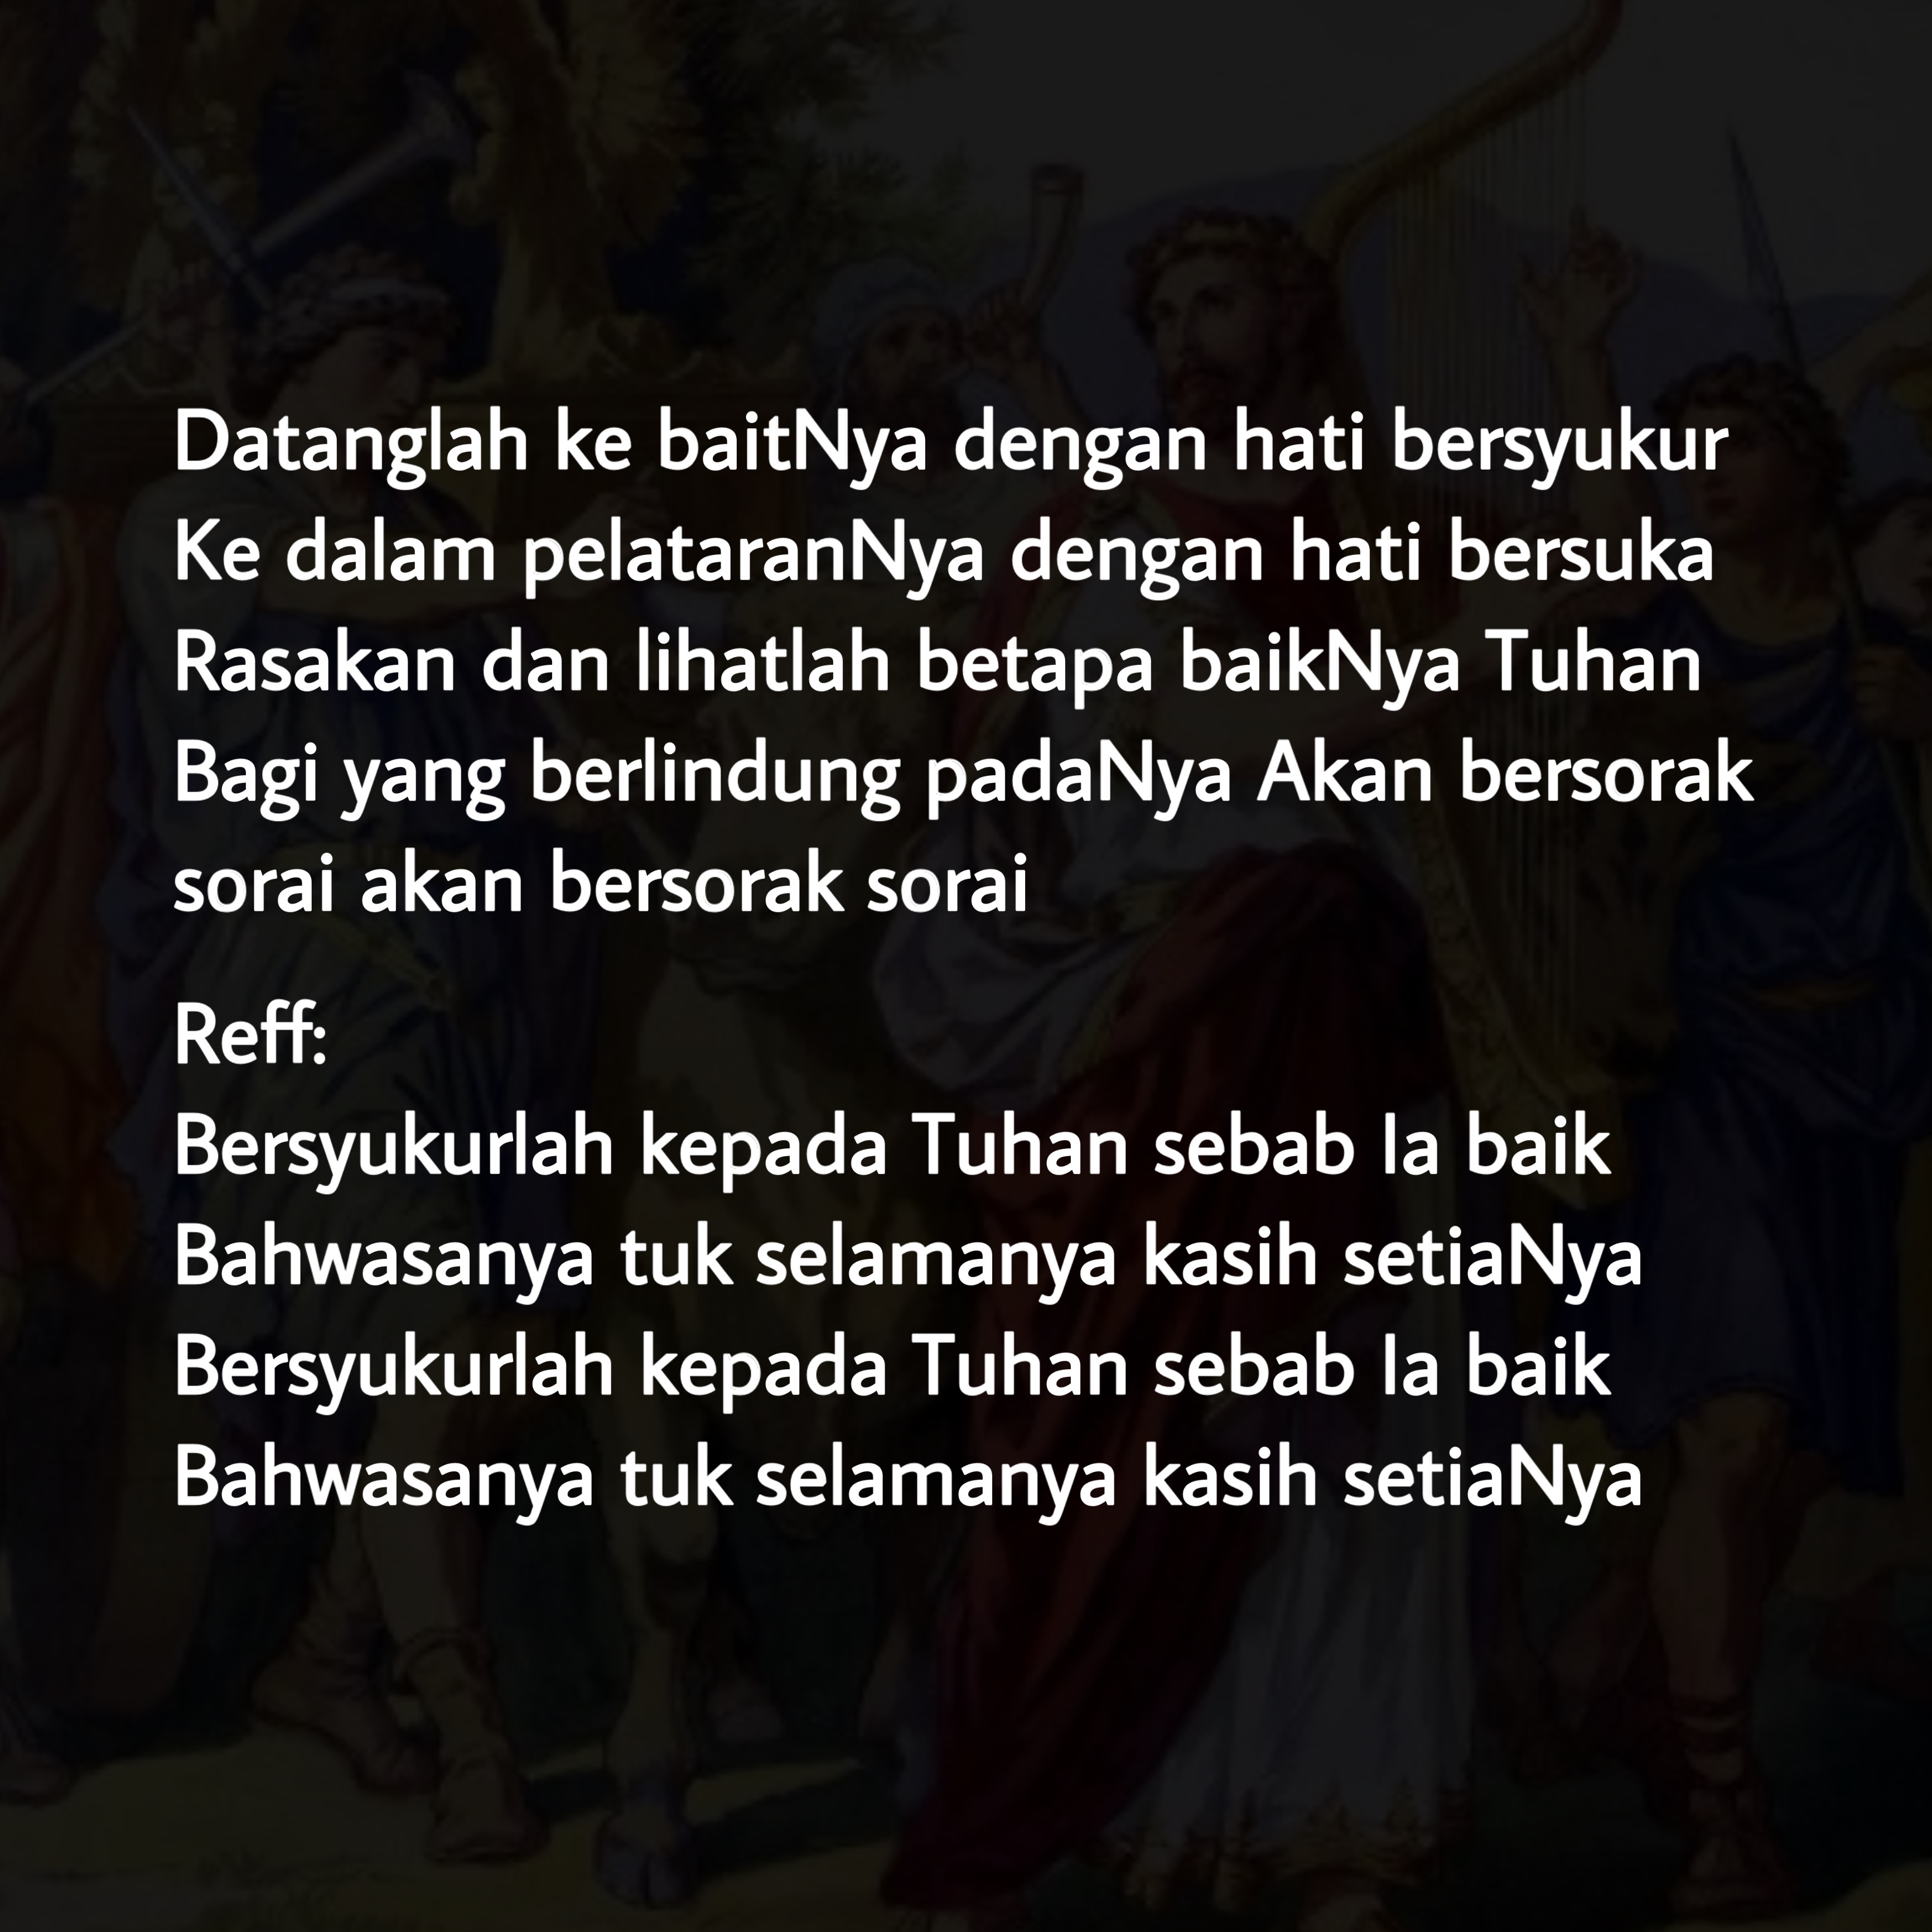 Datanglah ke baitNya dengan hati bersyukur
Ke dalam pelataranNya dengan hati bersuka
Rasakan dan lihatlah betapa baikNya Tuhan
Bagi yang berlindung padaNya Akan bersorak
sorai akan bersorak sorai
Reff:
Bersyukurlah kepada Tuhan sebab Ia baik
Bahwasanya tuk selamanya kasih setiaNya
Bersyukurlah kepada Tuhan sebab Ia baik
Bahwasanya tuk selamanya kasih setiaNya